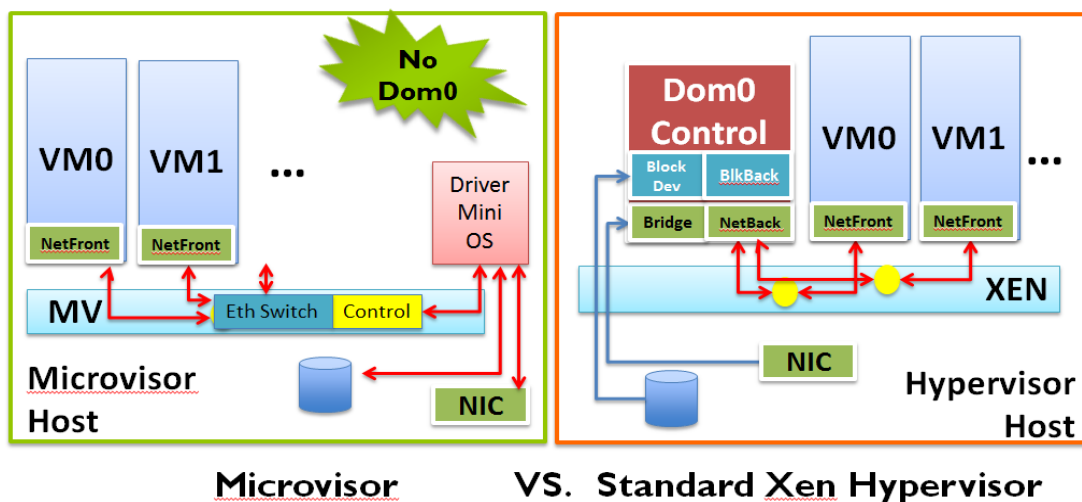 No
Dom0
VM0
VM1
...
NetFront
NetFront
Driver
Mini
OS
MV
Eth Switch
Control
Microvisor
Host
NIC
Dom0
Control
Block
Dev
BlkBack
Bridge
NetBack
VM0
VM1
...
NetFront
NetFront
XEN
NIC
Hypervisor
Host
Microvisor VS. Standard Xen Hypervisor